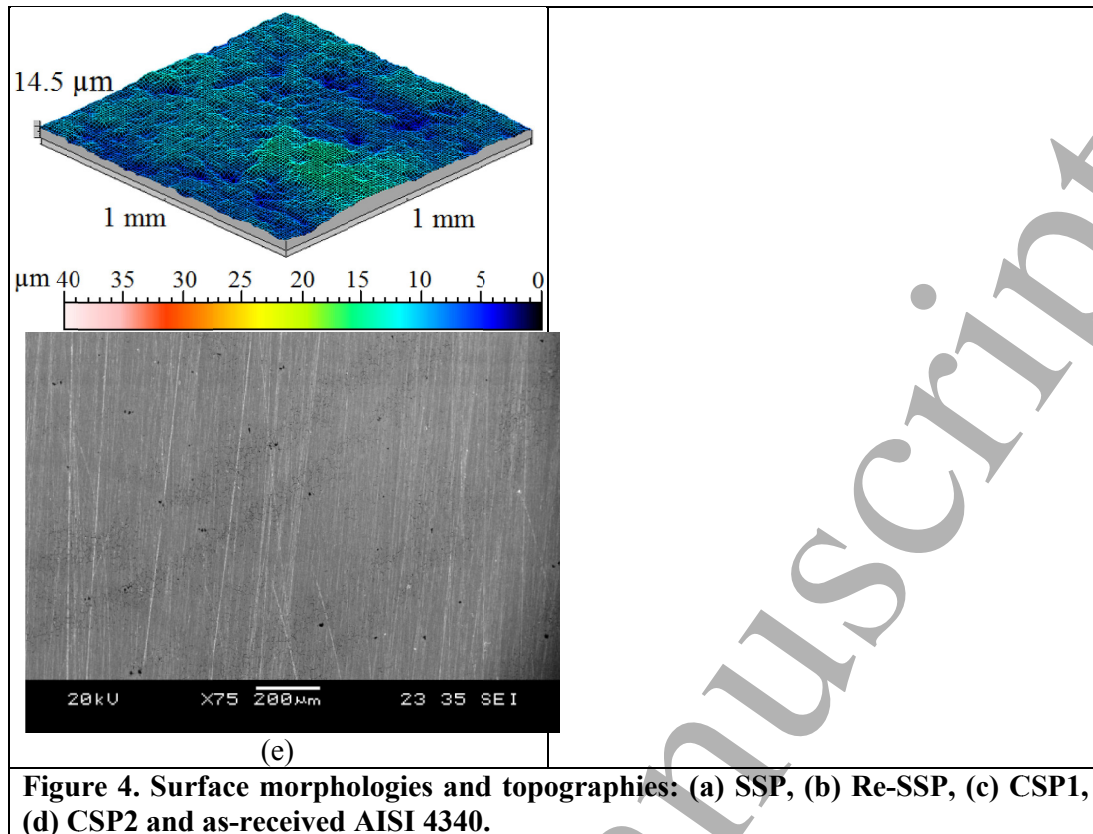 14.5 µm
1 mm 1 mm
µm 40 35 30 25 20 15 10 5 0
20kV X75 200µm 23 35 SEI
(e)
Figure 4. Surface morphologies and topographies: (a) SSP, (b) Re-SSP, (c) CSP1,
(d) CSP2 and as-received AISI 4340.